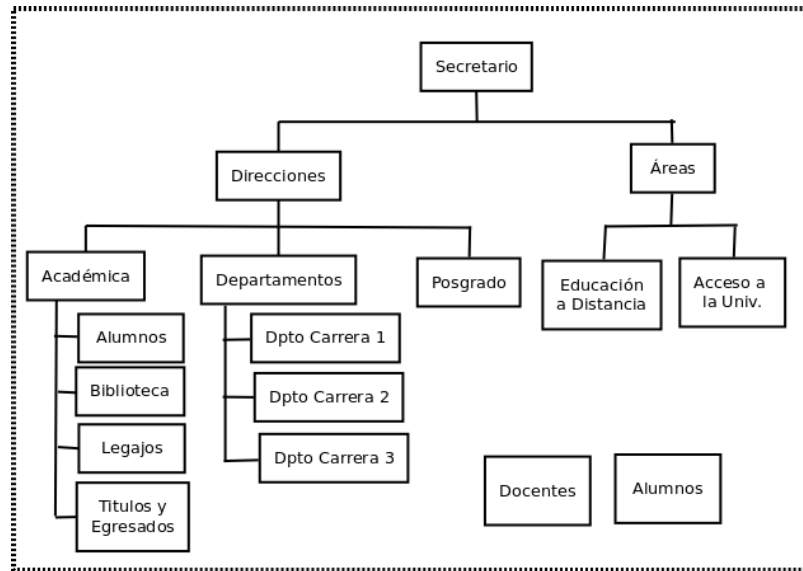 Secretario
Direcciones
Áreas
Académica
Departamentos
Posgrado
Educación
a Distancia
Acceso a
la Univ.
Alumnos
Biblioteca
Legajos
Titulos y
Egresados
Dpto Carrera 1
Dpto Carrera 2
Dpto Carrera 3
Docentes
Alumnos